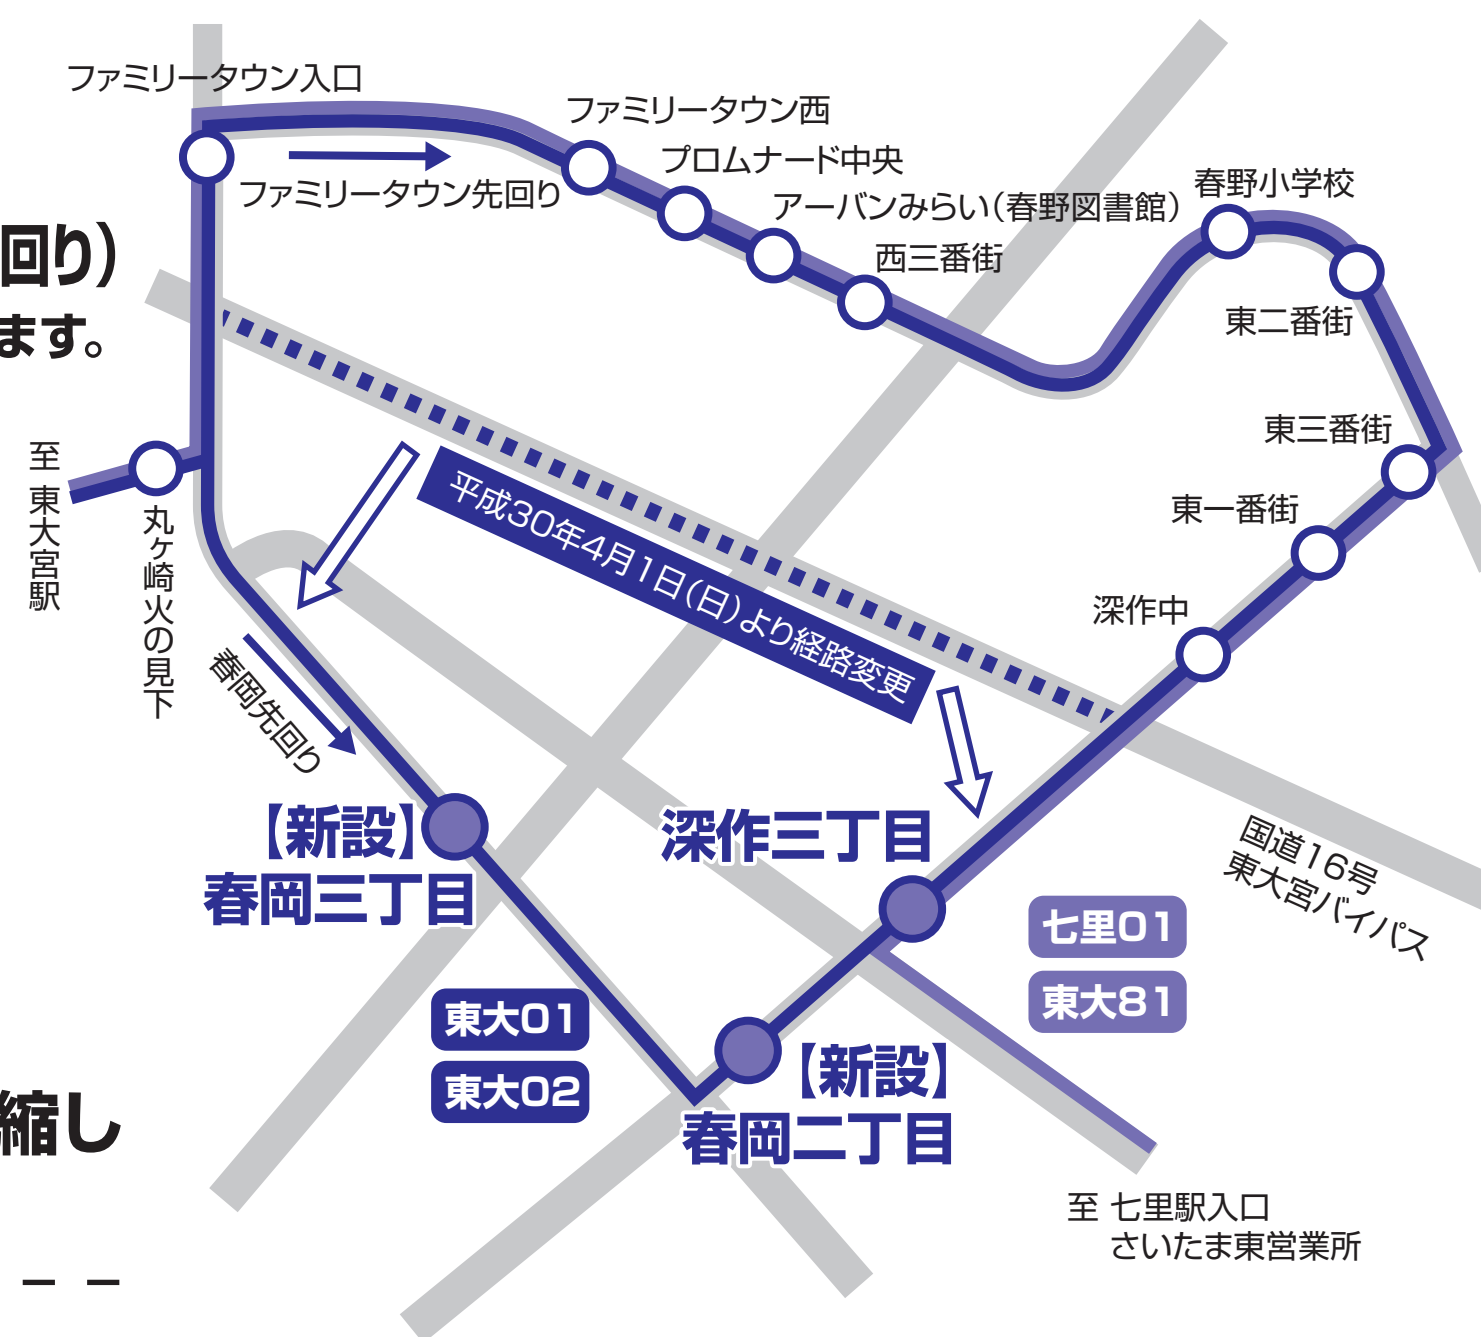 ファミリータウン入口
ファミリータウン西
プロムナード中央
春野小学校
ファミリータウン先回り
アーバンみらい（春野図書館）
回り）
西三番街
ます。
東二番街
東三番街
至 東大宮駅
平成30年4月1日（日）より経路変更
東一番街
丸ヶ崎火の見下
深作中
春岡先回り
【新設】
春岡三丁目
深作三丁目
国道16号
東大宮バイパス
七里01
東大81
東大01
東大02
【新設】
春岡二丁目
縮し
至 七里駅入口
さいたま東営業所